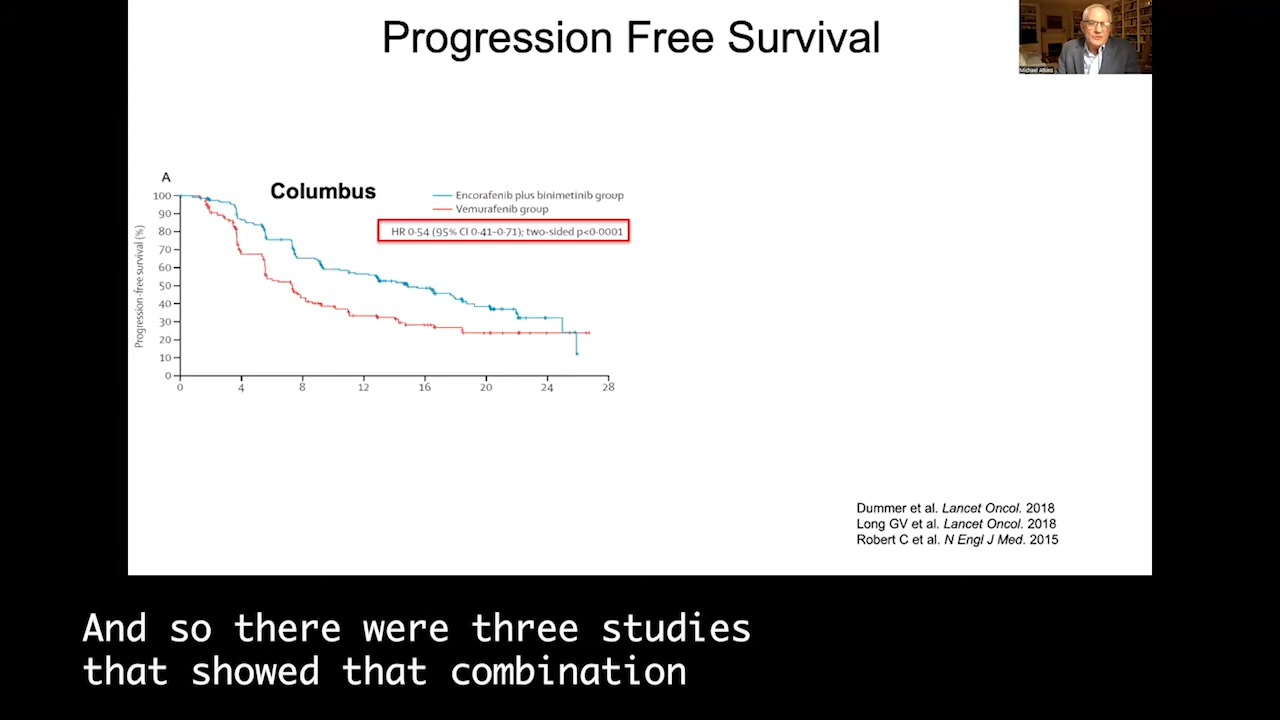 Progression Free Survival
Michael Atkins
A
Columbus
Encorafenib plus binimetinib group
Vemurafenib group
HR 0·54 (95% CI 0·41–0·71); two-sided p<0·0001
Progression-free survival (%)
100
90
80
70
60
50
40
30
20
10
0
0 4 8 12 16 20 24 28
Dummer et al. Lancet Oncol. 2018
Long GV et al. Lancet Oncol. 2018
Robert C et al. N Engl J Med. 2015
And so there were three studies
that showed that combination